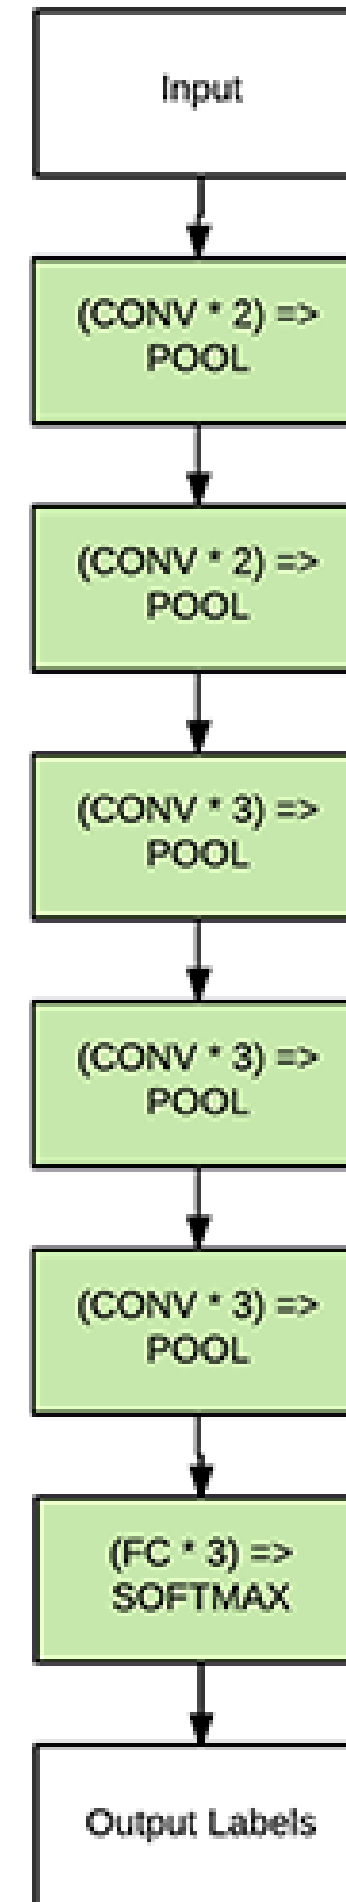 Input
(CONV * 2) =>
POOL
(CONV * 2) =>
POOL
(CONV * 3) =>
POOL
(CONV * 3) =>
POOL
(CONV * 3) =>
POOL
(FC * 3) =>
SOFTMAX
Output Labels